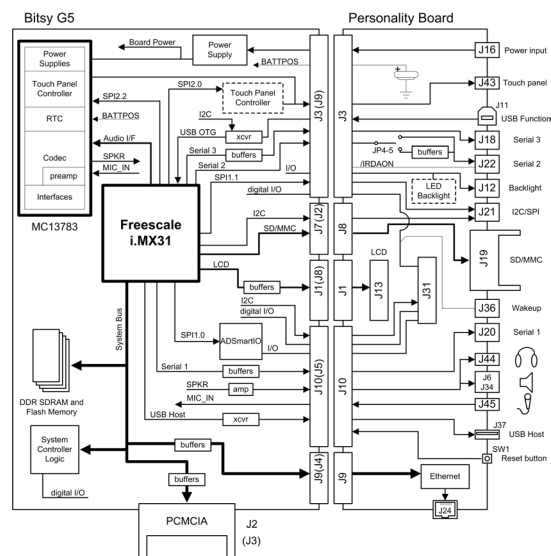 Bitsy G5
Personality Board
Power Supplies
Touch Panel Controller
RTC
Codec
preamp
Interfaces
MC13783
Board Power
Power Supply
BATTPOS
SPI2.0
Touch Panel Controller
SPI2.2
I2C
BATTPOS
USB OTG
xcvr
Audio I/F
Serial 3
buffers
SPKR
Serial 2
I/O
MIC_IN
SPI1.1
digital I/O
Freescale i.MX31
I2C
SD/MMC
LCD
buffers
I2C
digital I/O
System Bus
SPI1.0
ADSmartIO
I/O
Serial 1
buffers
SPKR
amp
MIC_IN
USB Host
xcvr
DDR SDRAM and Flash Memory
System Controller Logic
digital I/O
buffers
buffers
PCMCIA
J2
(J3)
J3 (J9)
J7 (J2)
J1 (J8)
J10 (J5)
J9 (J4)
J3
J8
J1
J10
J9
+
JP4-5
buffers
/IRDAON
LED Backlight
LCD
J13
J31
Ethernet
J24
J16
Power input
J43
Touch panel
J11
USB Function
J18
Serial 3
J22
Serial 2
J12
Backlight
J21
I2C/SPI
J19
SD/MMC
J36
Wakeup
J20
Serial 1
J44
J6
J34
J45
J37
USB Host
SW1
Reset button